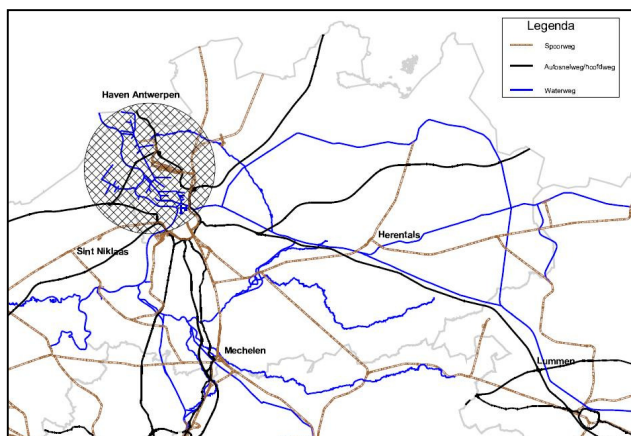 Legenda
Spoorweg
Autosnelweg/hoofdweg
Waterweg
Haven Antwerpen
Herentals
Sint Niklaas
Mechelen
Lummen